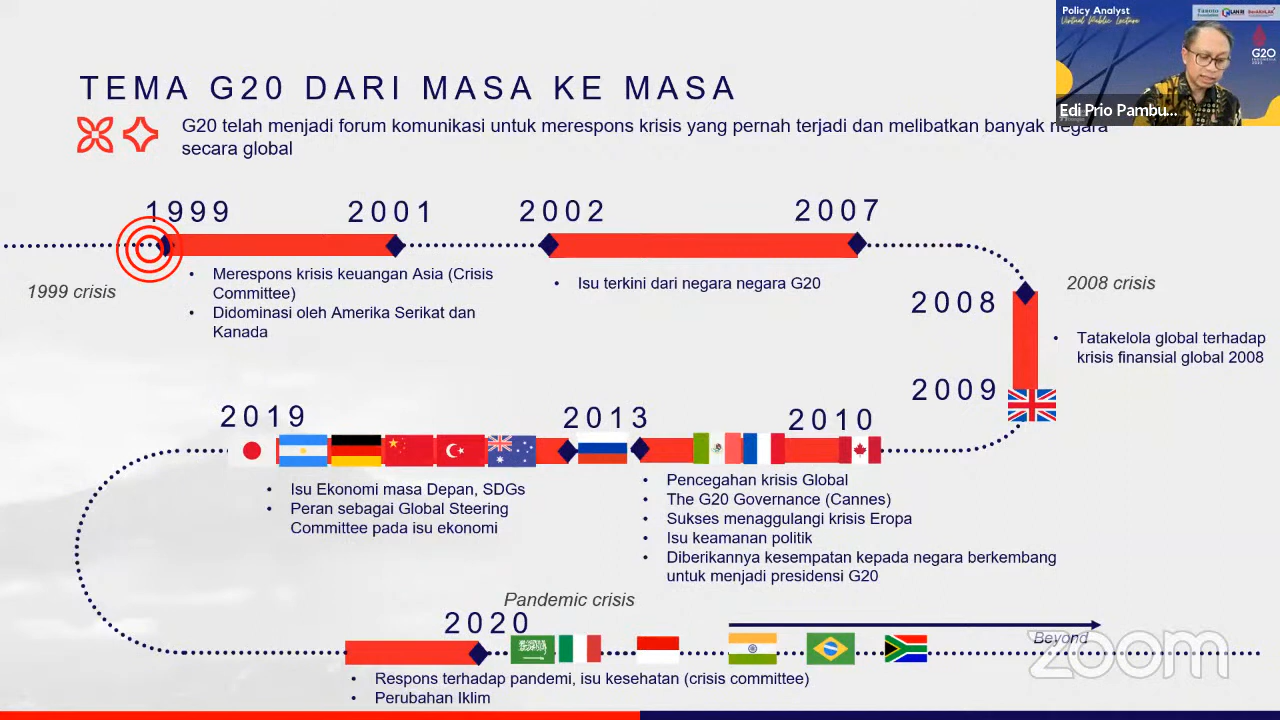 Policy Analyst
Virtual Public Lecture
Tanoto
Foundation
G20
INDONESIA
2022
Edi Prio Pambu...
TEMA G20 DARI MASA KE MASA
G20 telah menjadi forum komunikasi untuk merespons krisis yang pernah terjadi dan melibatkan banyak negara
secara global
1999
2001
2002
2007
1999 crisis
Merespons krisis keuangan Asia (Crisis
Committee)
Didominasi oleh Amerika Serikat dan
Kanada
Isu terkini dari negara negara G20
2008 crisis
2008
Tatakelola global terhadap
krisis finansial global 2008
2009
2019
2013
2010
Isu Ekonomi masa Depan, SDGs
Peran sebagai Global Steering
Committee pada isu ekonomi
Pencegahan krisis Global
The G20 Governance (Cannes)
Sukses menaggulangi krisis Eropa
Isu keamanan politik
Diberikannya kesempatan kepada negara berkembang
untuk menjadi presidensi G20
Pandemic crisis
2020
Beyond
zoom
Respons terhadap pandemi, isu kesehatan (crisis committee)
Perubahan Iklim